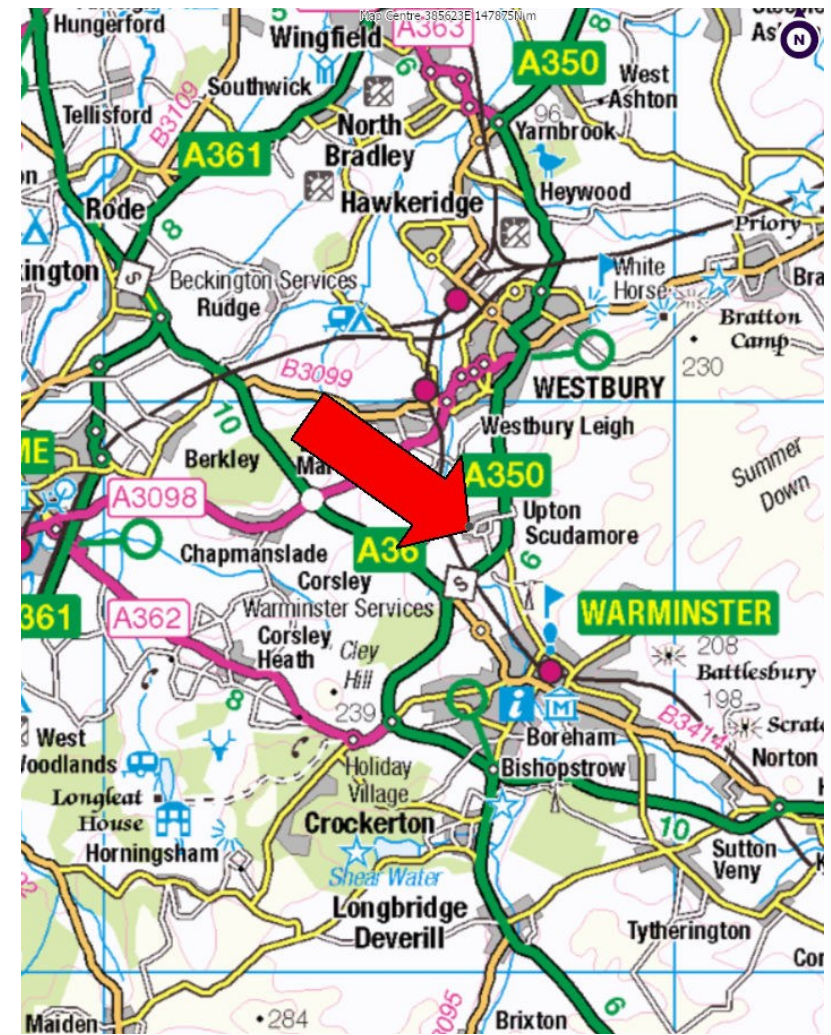 Map Centre 385623E 147875N m
Hungerford
Wingfield
A363
A350
N
Southwick
West
Ashton
Tellisford
B3109
North
Bradley
96
Yarnbrook
A361
Heywood
Rode
8
Hawkeridge
Priory
kington
S
Beckington Services
Rudge
White
Horse
Bra
Bratton
Camp
230
B3099
WESTBURY
10
Westbury Leigh
Berkley
Summer
Down
A350
ME
A3098
Upton
Scudamore
Chapmanslade
A36
6
Corsley
S
361
A362
Warminster Services
WARMINSTER
Corsley
Heath
Cley
Hill
208
Battlesbury
198
8
239
i
M
B3414
Scrat
West
Woodlands
Boreham
Norton
Holiday
Village
Bishopstrow
Longleat
House
Crockerton
10
Horningsham
Sutton
Veny
Shear Water
Longbridge
Deverill
Tytherington
Cor
Maiden
284
Brixton
6